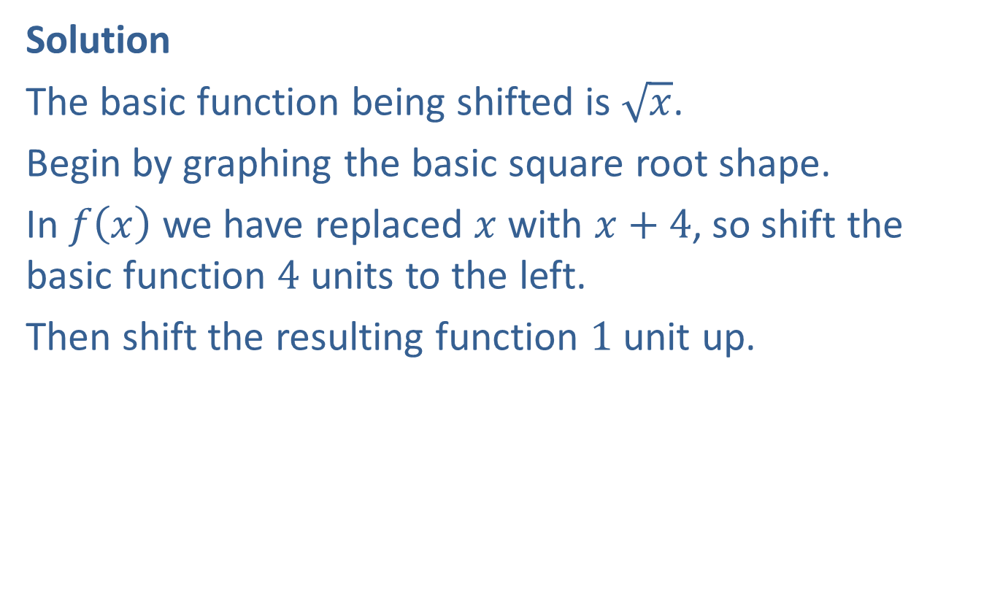 Solution
The basic function being shifted is √x.
Begin by graphing the basic square root shape.
In f(x) we have replaced x with x + 4, so shift the
basic function 4 units to the left.
Then shift the resulting function 1 unit up.